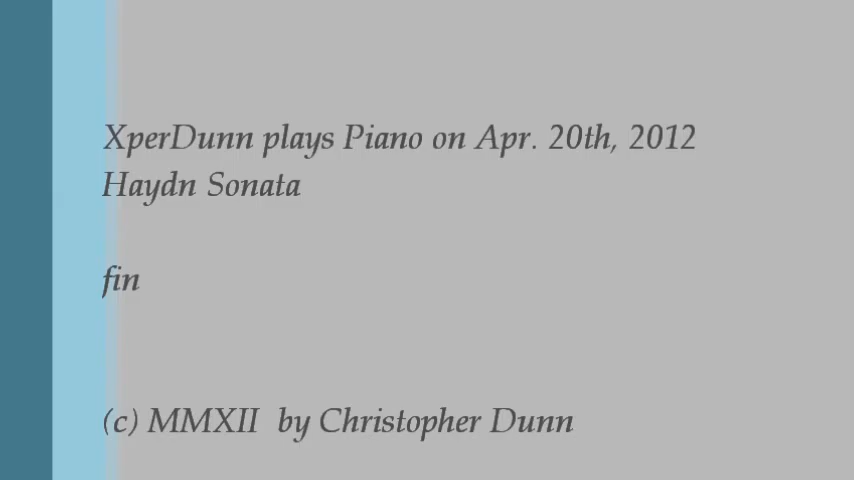 XperDunn plays Piano on Apr. 20th, 2012
Haydn Sonata
fin
(c) MMXII  by Christopher Dunn